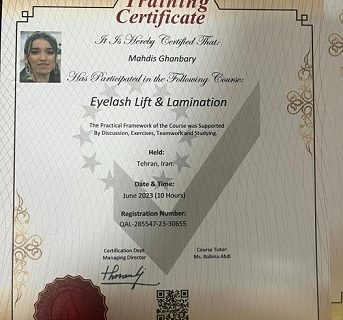 Training
Certificate
It Is Hereby Certified That:
Mahdis Ghanbary
Has Participated in the Following Course:
Eyelash Lift & Lamination
The Practical Framework of the Course was Supported
By Discussion, Exercises, Teamwork and Studying.
Held:
Tehran, Iran.
Date & Time:
June 2023 (10 Hours)
Registration Number:
QAL-285547-23-30655
Certification Dept
Managing Director
Course Tutor:
Ms. Robina Abdi